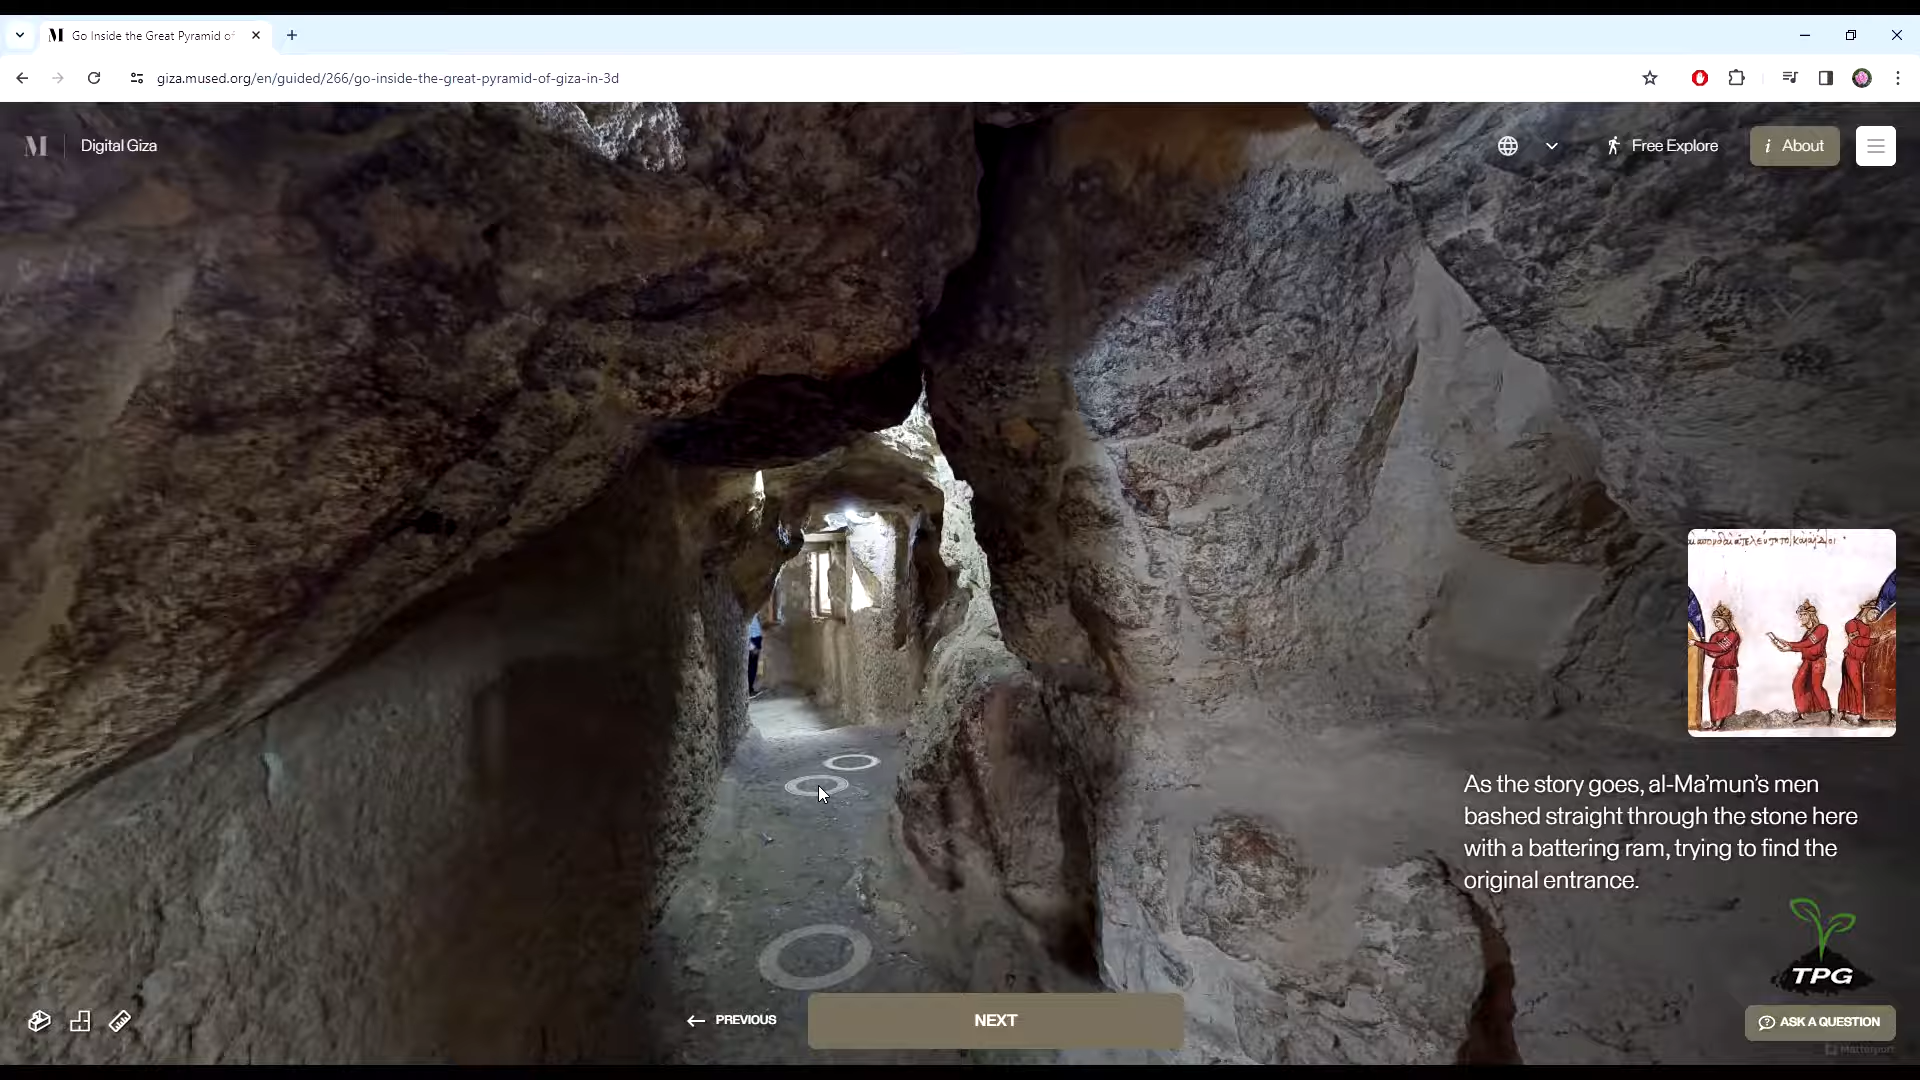 Go Inside the Great Pyramid of
giza.mused.org/en/guided/266/go-inside-the-great-pyramid-of-giza-in-3d
M
Digital Giza
Free Explore
i About
As the story goes, al-Ma’mun’s men
bashed straight through the stone here
with a battering ram, trying to find the
original entrance.
TPG
PREVIOUS
NEXT
ASK A QUESTION
Matterport